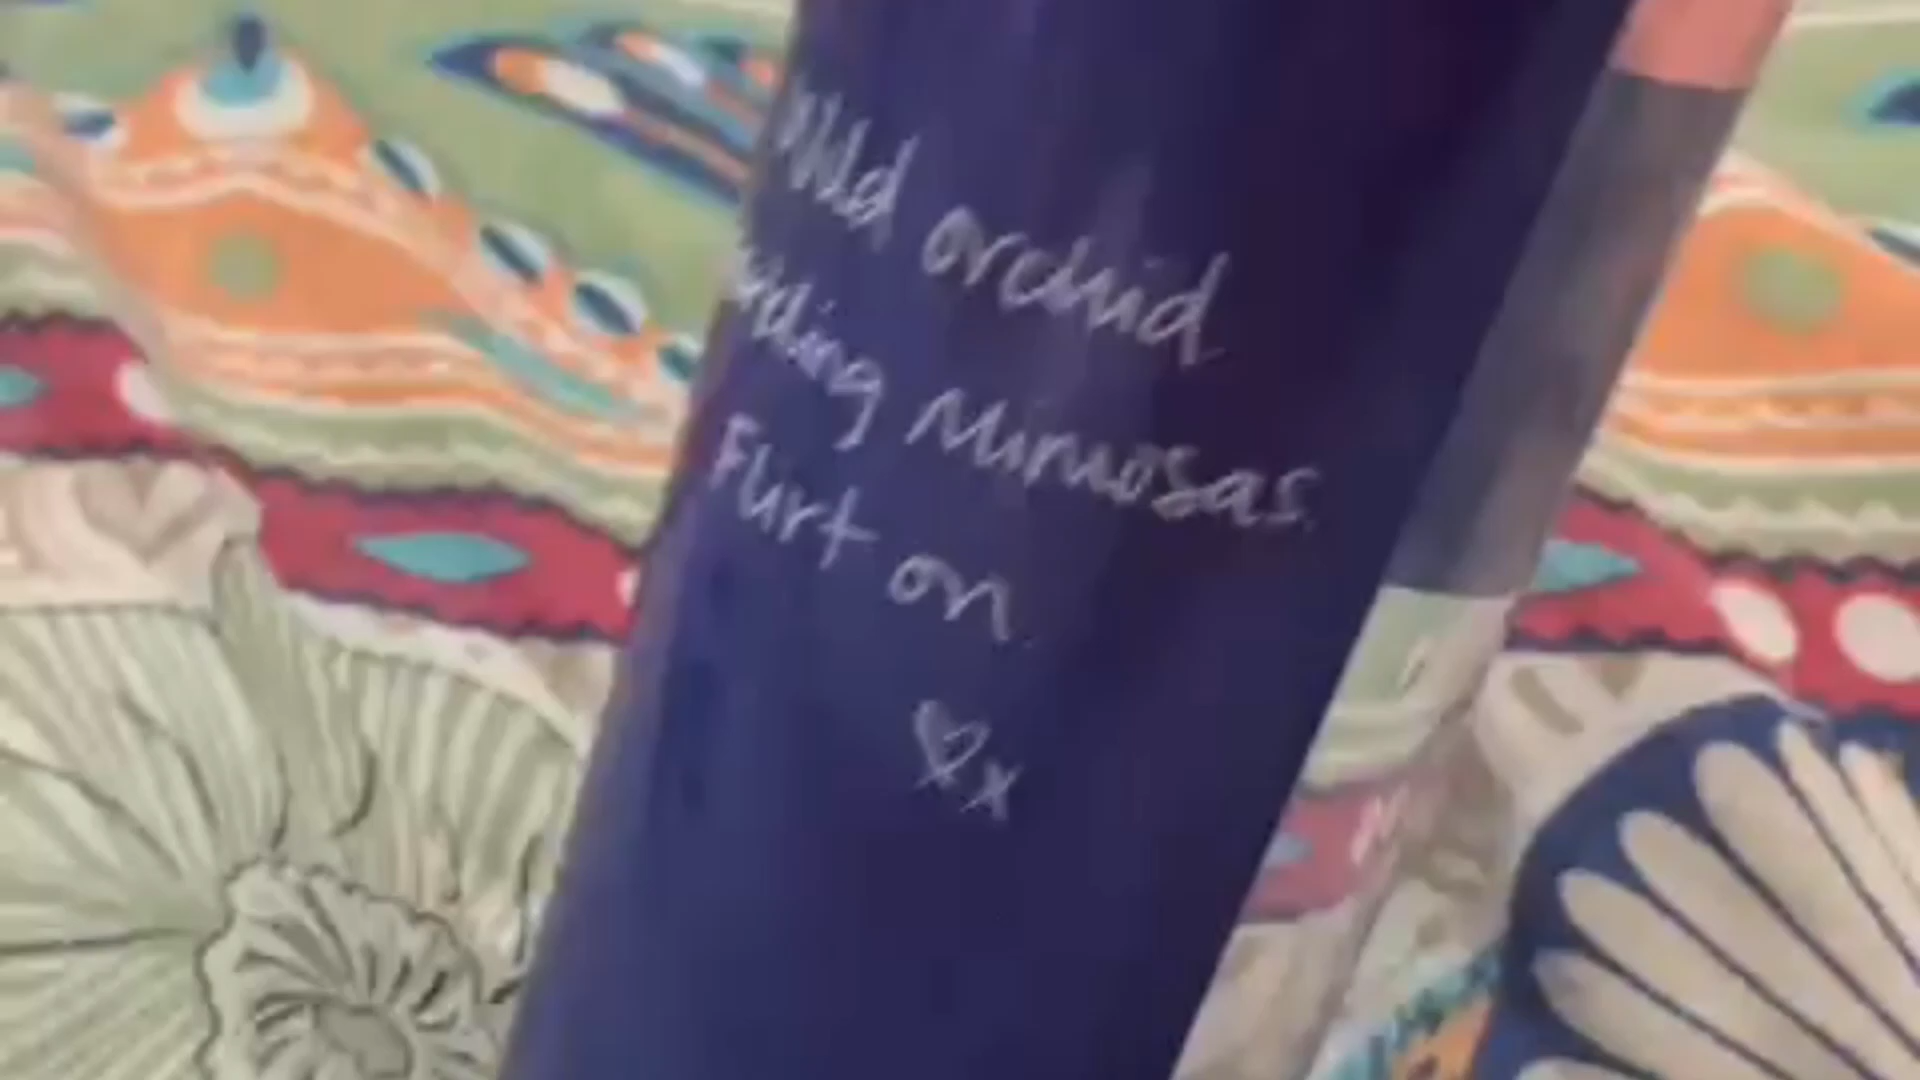 Wild orchid
Mimosas.
Flirt on.
♡x